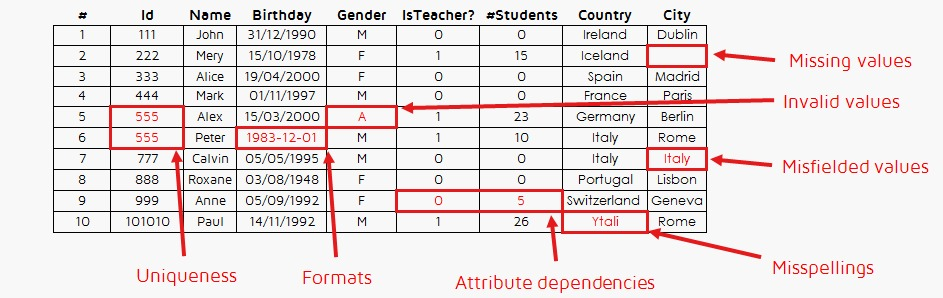 # Id Name Birthday Gender IsTeacher? #Students Country City
1 111 John 31/12/1990 M 0 0 Ireland Dublin
2 222 Mery 15/10/1978 F 1 15 Iceland
Missing values
3 333 Alice 19/04/2000 F 0 0 Spain Madrid
4 444 Mark 01/11/1997 M 0 0 France Paris
Invalid values
5 555 Alex 15/03/2000 A 1 23 Germany Berlin
6 555 Peter 1983-12-01 M 1 10 Italy Rome
7 777 Calvin 05/05/1995 M 0 0 Italy Italy
Misfielded values
8 888 Roxane 03/08/1948 F 0 0 Portugal Lisbon
9 999 Anne 05/09/1992 F 0 5 Switzerland Geneva
10 101010 Paul 14/11/1992 M 1 26 Ytali Rome
Uniqueness
Formats
Attribute dependencies
Misspellings